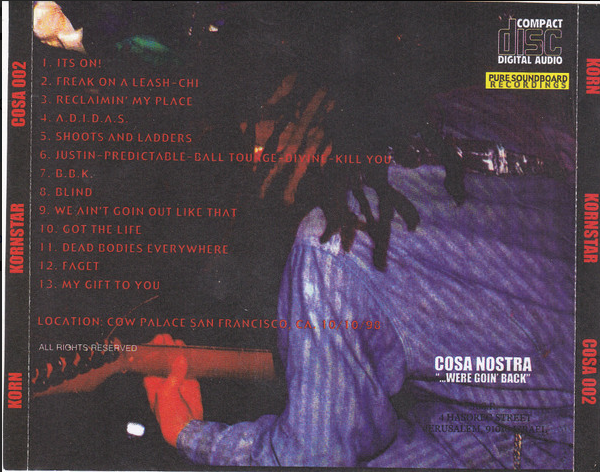 COMPACT
disc
DIGITAL AUDIO
PURE SOUNDBOARD
RECORDINGS
1. ITS ON!
2. FREAK ON A LEASH-CHI
3. RECLAIMIN' MY PLACE
4. A.D.I.D.A.S.
5. SHOOTS AND LADDERS
6. JUSTIN-PREDICTABLE-BALL TOUNGE-DIVINE-KILL YOU
7. B.B.K.
8. BLIND
9. WE AIN'T GOIN OUT LIKE THAT
10. GOT THE LIFE
11. DEAD BODIES EVERYWHERE
12. FAGET
13. MY GIFT TO YOU
LOCATION: COW PALACE SAN FRANCISCO, CA, 10/10/98
ALL RIGHTS RESERVED
COSA NOSTRA
"...WERE GOIN' BACK"
STREET
JERUSALEM,
KORN
KORNSTAR
COSA 002
KORN
KORNSTAR
COSA 002